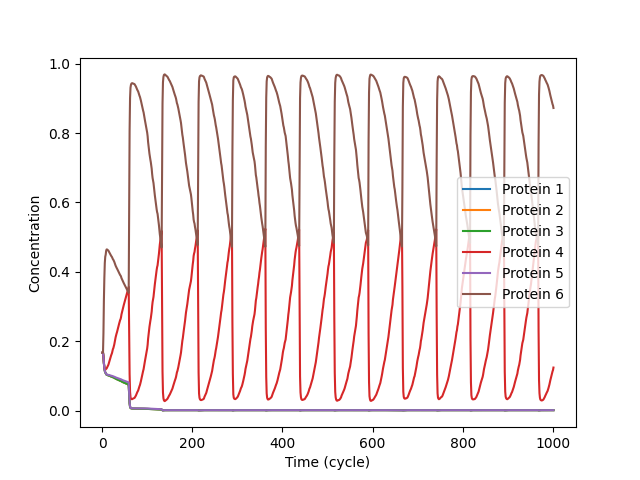 1.0
0.8
0.6
0.4
0.2
0.0
Concentration
0
200
400
600
800
1000
Time (cycle)
Protein 1
Protein 2
Protein 3
Protein 4
Protein 5
Protein 6